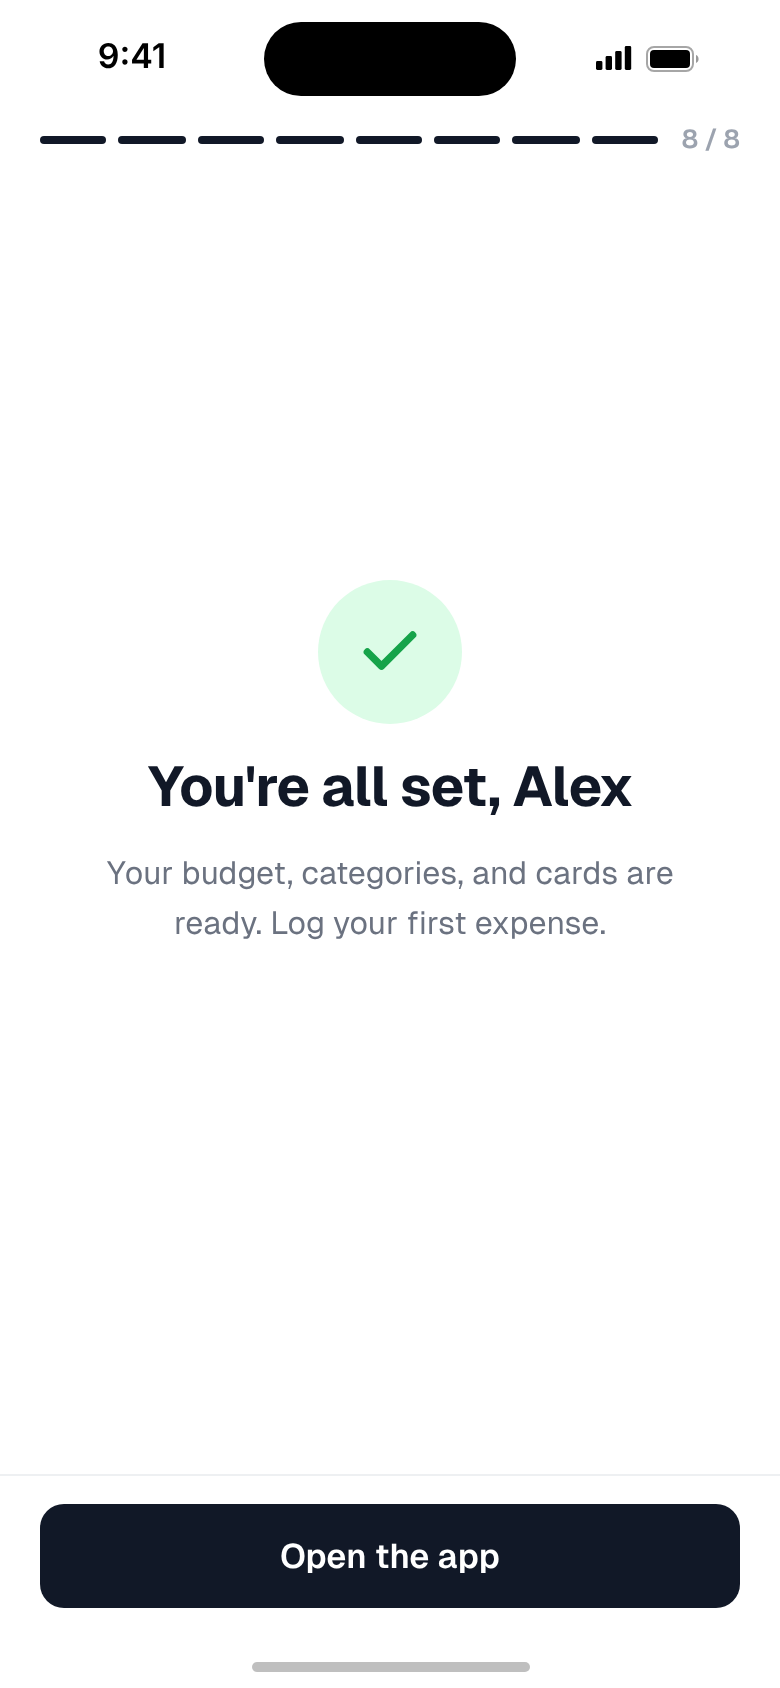 9:41
8 / 8
You're all set, Alex
Your budget, categories, and cards are
ready. Log your first expense.
Open the app